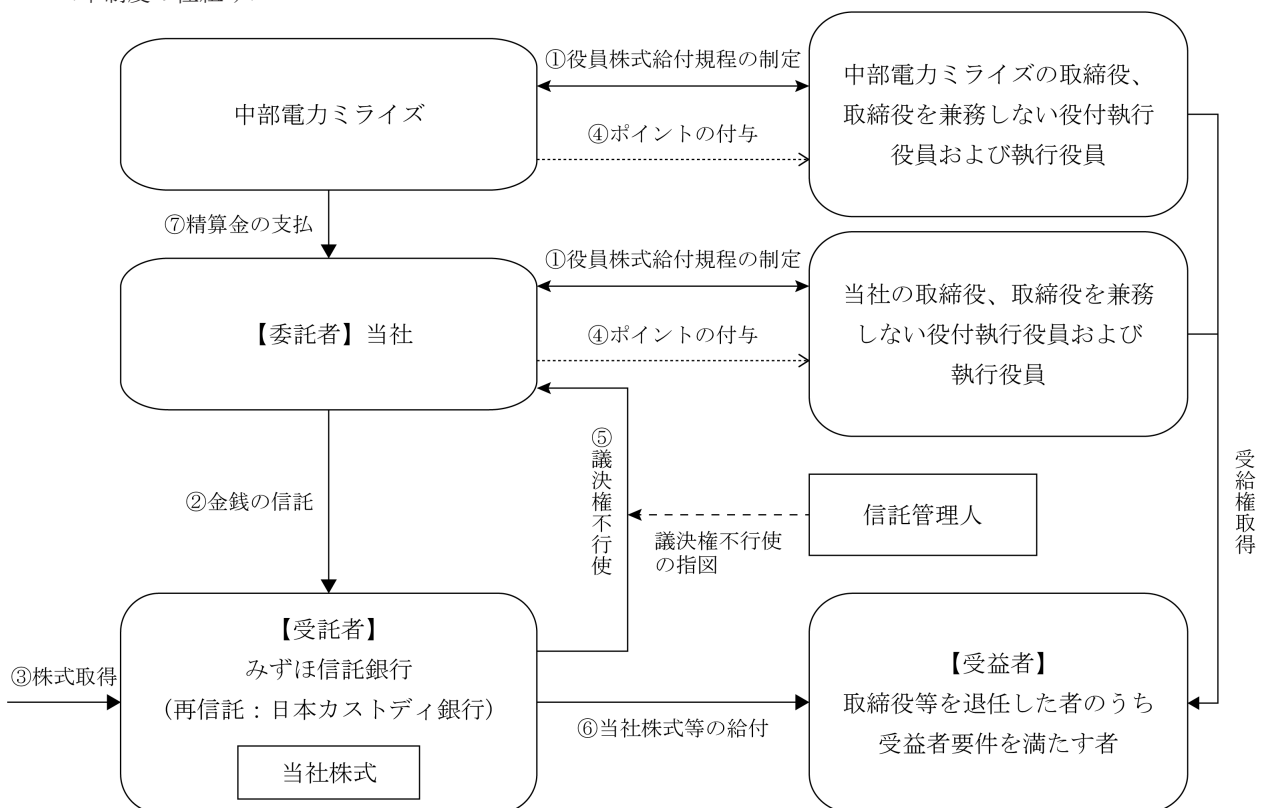 中部電力ミライズ
①役員株式給付規程の制定
④ポイントの付与
中部電力ミライズの取締役、
取締役を兼務しない役付執行
役員および執行役員
⑦精算金の支払
【委託者】当社
①役員株式給付規程の制定
④ポイントの付与
当社の取締役、取締役を兼務
しない役付執行役員および
執行役員
②金銭の信託
⑤議決権不行使
議決権不行使
の指図
信託管理人
受給権取得
③株式取得
【受託者】
みずほ信託銀行
(再信託：日本カストディ銀行)
当社株式
⑥当社株式等の給付
【受益者】
取締役等を退任した者のうち
受益者要件を満たす者